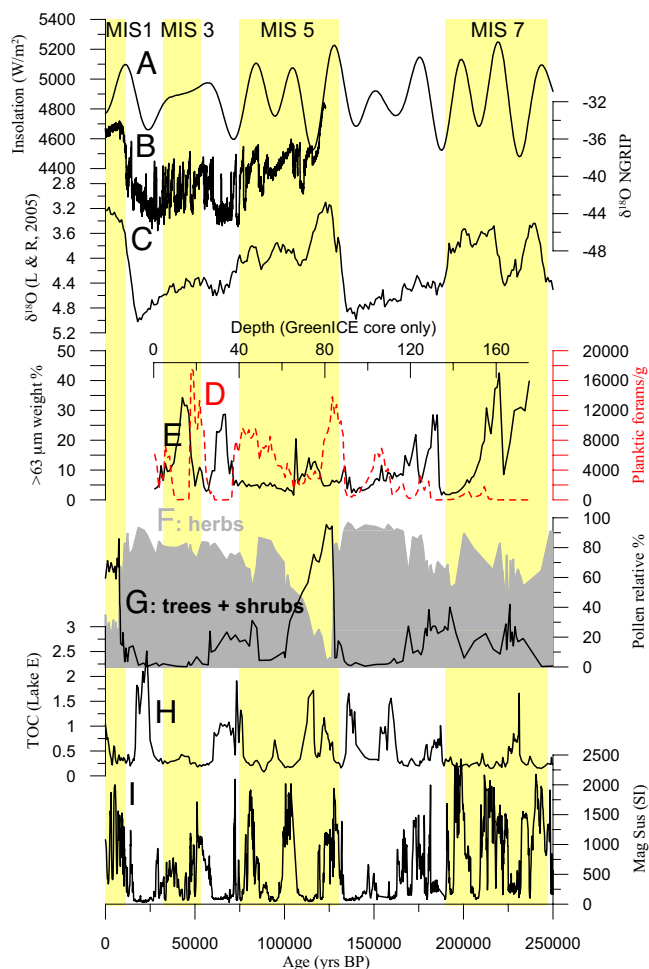 MIS1 MIS 3 MIS 5 MIS 7
5400
5200
5000
4800
4600
4400
Insolation (W/m²)
A
-32
-36
-40
-44
-48
δ¹⁸O NGRIP
B
2.8
3.2
3.6
4
4.4
4.8
5.2
δ¹⁸O (L & R, 2005)
C
Depth (GreenICE core only)
0 40 80 120 160
50
40
30
20
10
0
>63 µm weight %
D
E
20000
16000
12000
8000
4000
0
Planktic forams/g
F: herbs
G: trees + shrubs
100
80
60
40
20
0
Pollen relative %
3
2.5
2
1.5
1
0.5
0
TOC (Lake E)
H
I
2500
2000
1500
1000
500
0
Mag Sus (SI)
0 50000 100000 150000 200000 250000
Age (yrs BP)